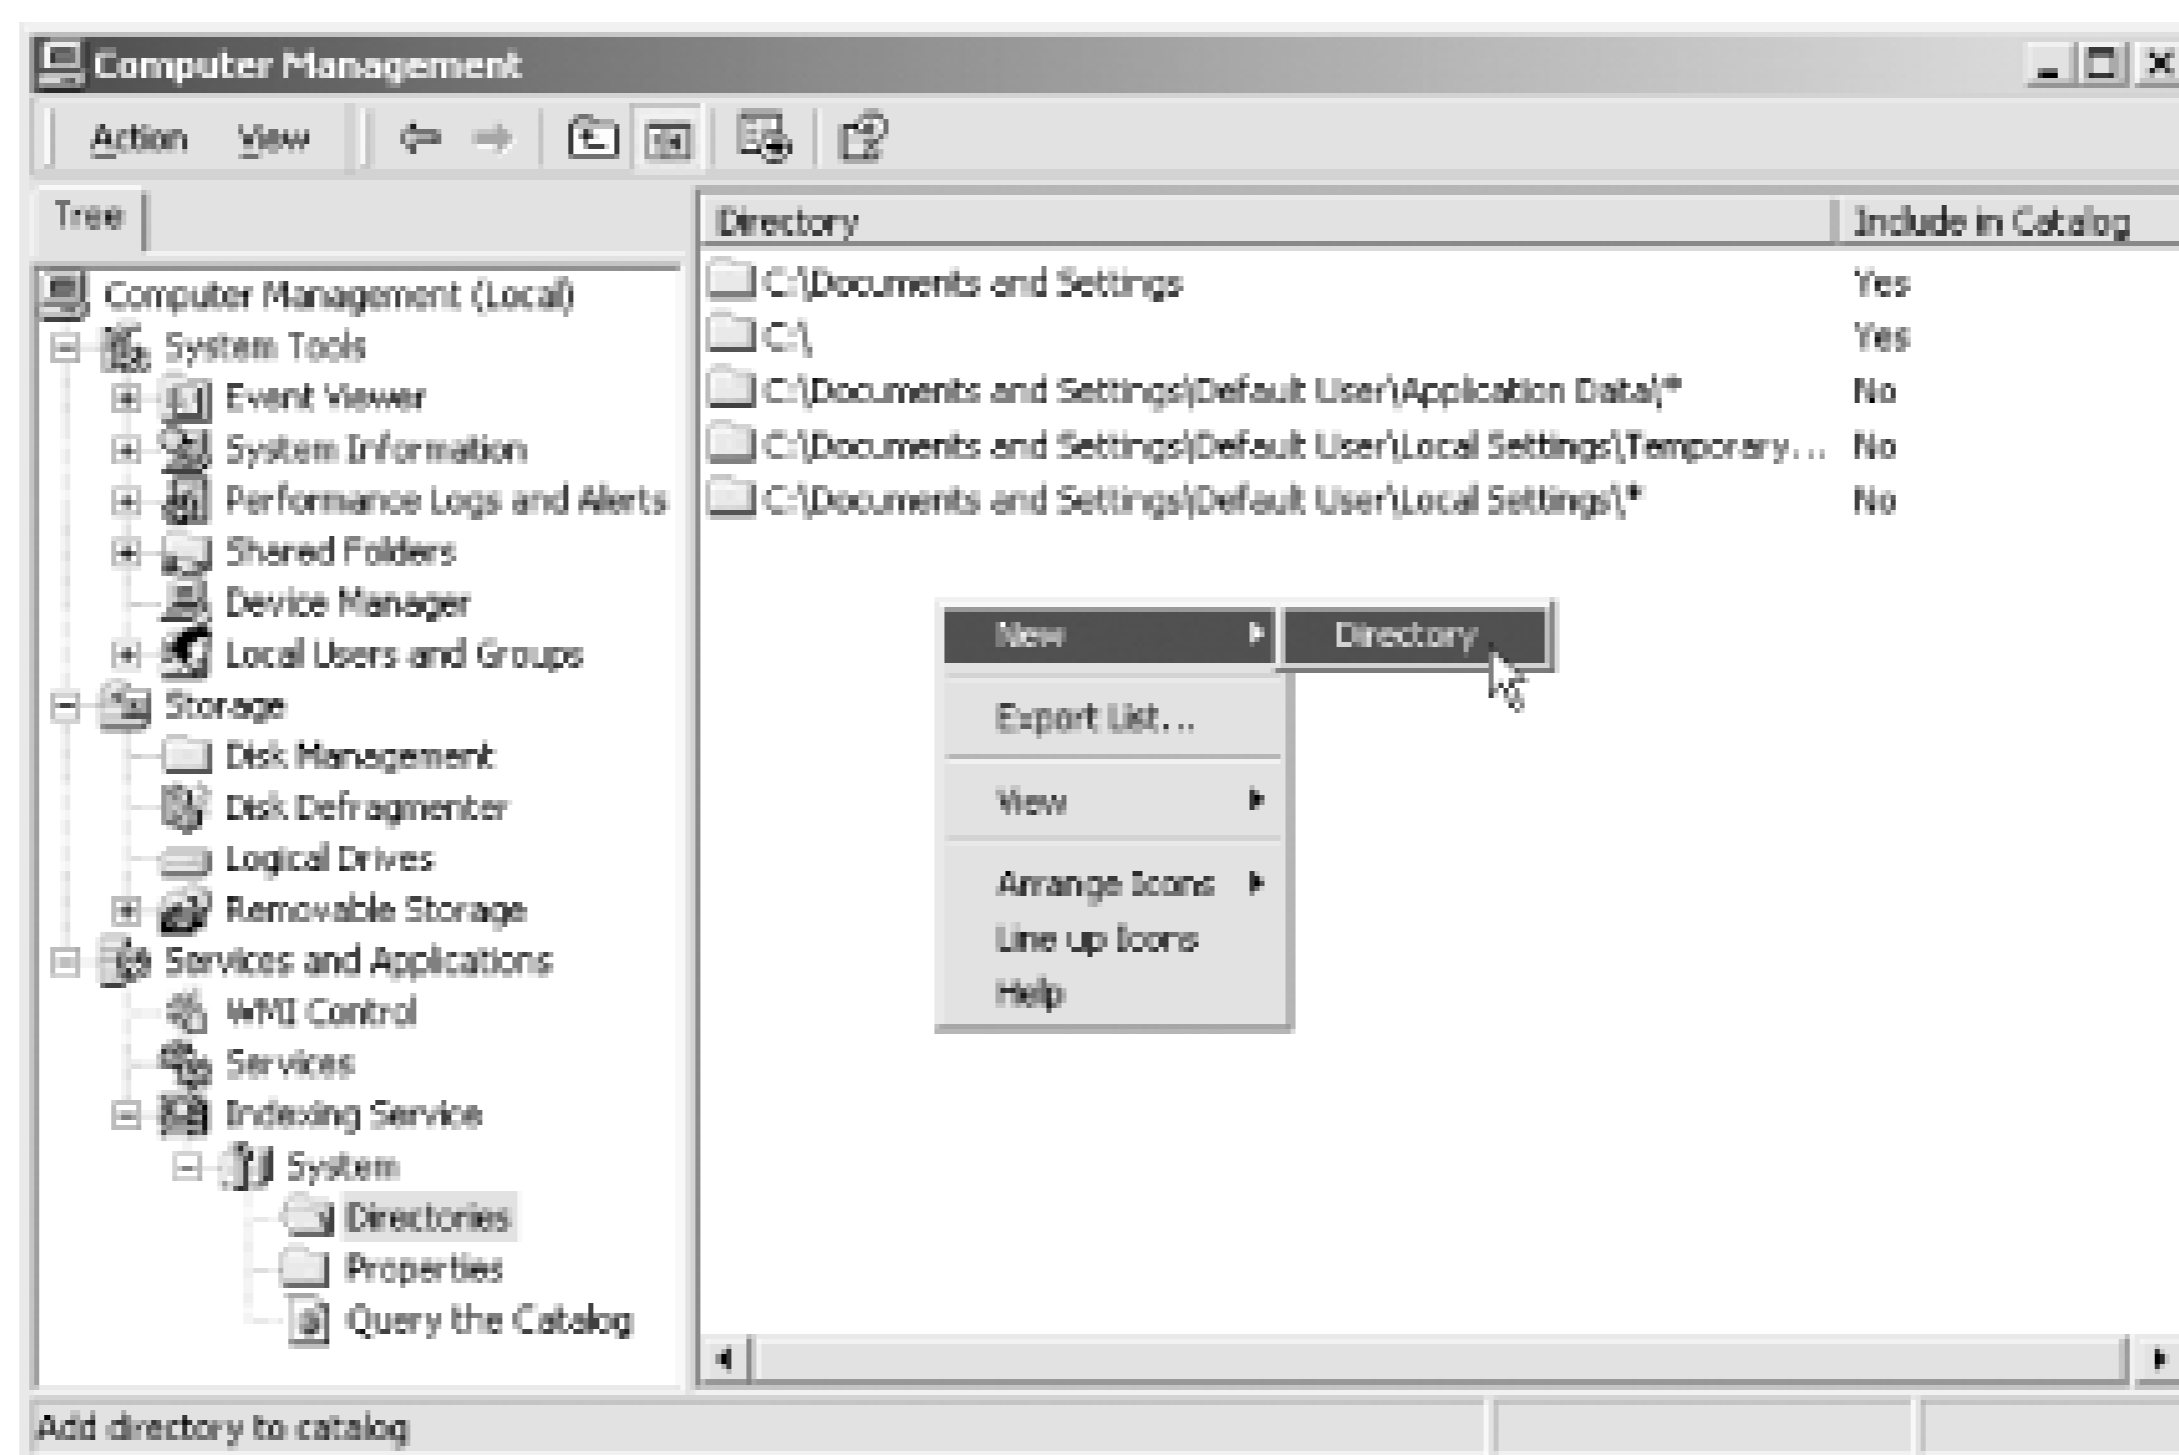 Computer Management
Action View
Tree
Computer Management (Local)
System Tools
Event Viewer
System Information
Performance Logs and Alerts
Shared Folders
Device Manager
Local Users and Groups
Storage
Disk Management
Disk Defragmenter
Logical Drives
Removable Storage
Services and Applications
WMI Control
Services
Indexing Service
System
Directories
Properties
Query the Catalog
Directory Include in Catalog
C:\Documents and Settings Yes
C:\ Yes
C:\Documents and Settings\Default User\Application Data\* No
C:\Documents and Settings\Default User\Local Settings\Temporary... No
C:\Documents and Settings\Default User\Local Settings\* No
New Directory
Export List...
View
Arrange Icons
Line up Icons
Help
Add directory to catalog